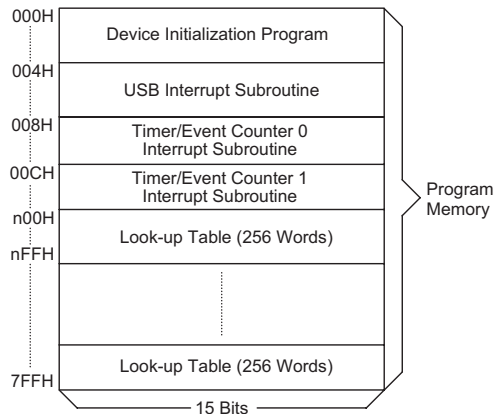 000H
Device Initialization Program
004H
USB Interrupt Subroutine
008H
Timer/Event Counter 0
Interrupt Subroutine
00CH
Timer/Event Counter 1
Interrupt Subroutine
n00H
Look-up Table (256 Words)
nFFH
Program
Memory
Look-up Table (256 Words)
7FFH
15 Bits